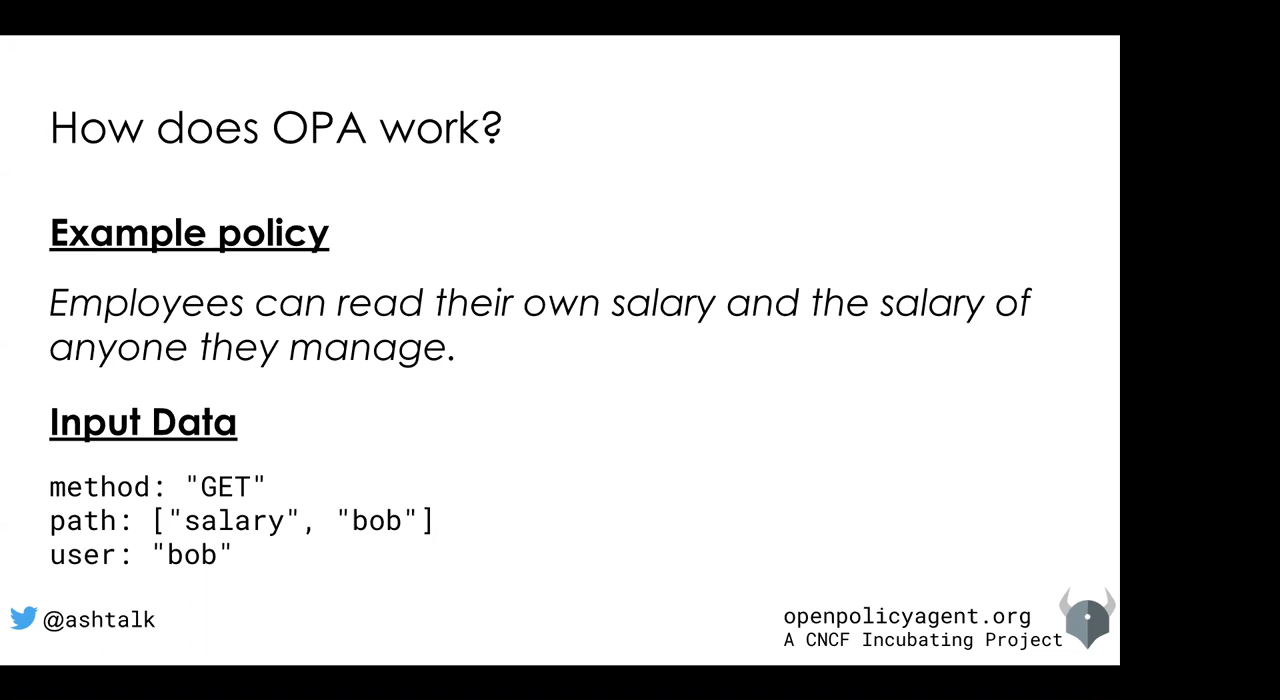 How does OPA work?
Example policy
Employees can read their own salary and the salary of
anyone they manage.
Input Data
method: "GET"
path: ["salary", "bob"]
user: "bob"
@ashtalk
openpolicyagent.org
A CNCF Incubating Project